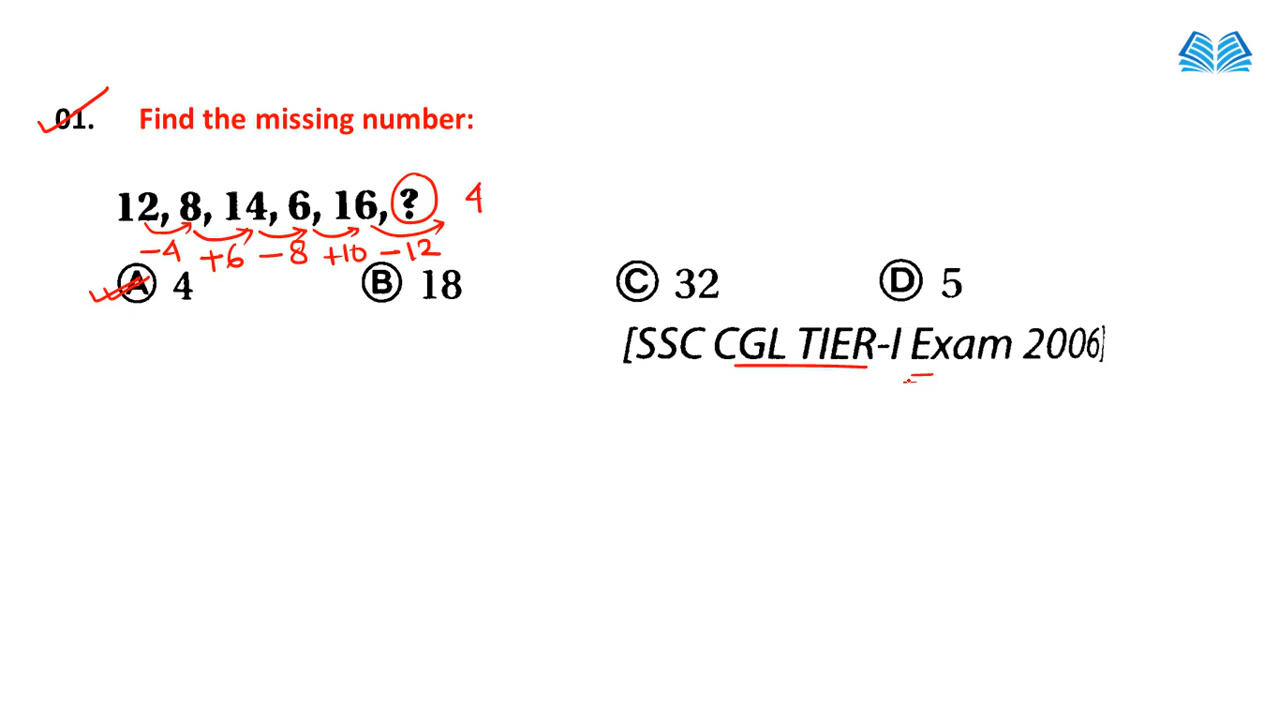 01. Find the missing number:
12, 8, 14, 6, 16, ? 4
-4 +6 -8 +10 -12
A 4 B 18 C 32 D 5
[SSC CGL TIER-I Exam 2006]